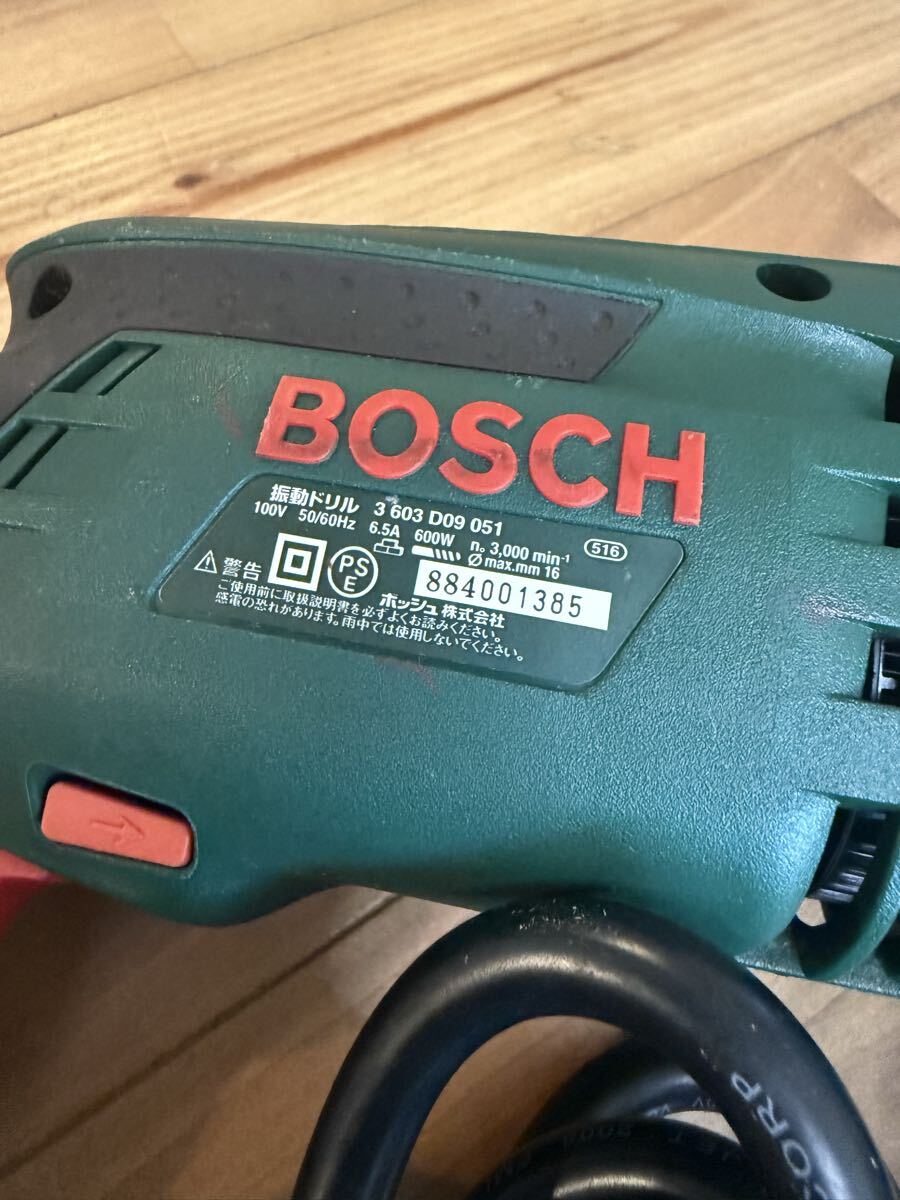 BOSCH
振動ドリル 3 603 D09 051
100V 50/60Hz 6.5A 600W n₀ 3,000 min⁻¹ 516
Ømax.mm 16
⚠警告 PSE 884001385
ボッシュ株式会社
ご使用前に取扱説明書を必ずよくお読みください。
感電の恐れがあります。雨中では使用しないでください。
CORP